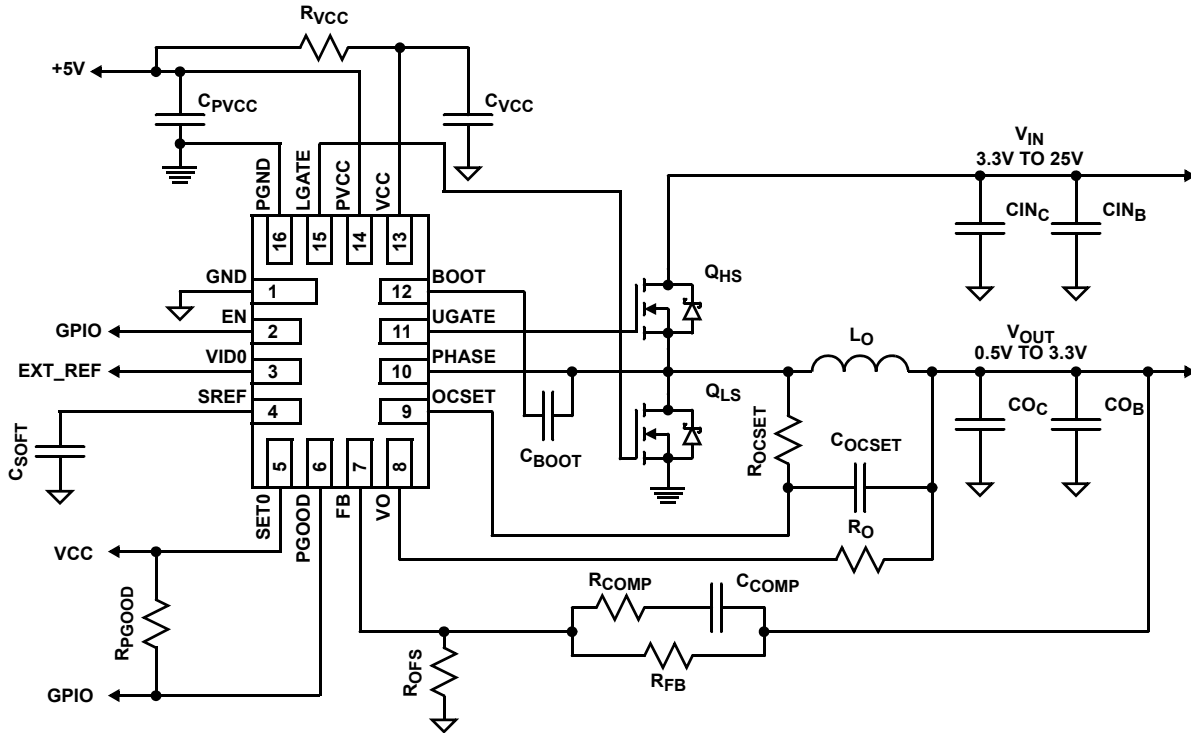 RVCC
+5V
CPVCC
CVCC
VIN
3.3V TO 25V
PGND
LGATE
PVCC
VCC
16
15
14
13
CINC
CINB
GND
1
12
BOOT
QHS
GPIO
EN
2
11
UGATE
EXT_REF
VID0
3
10
PHASE
LO
VOUT
0.5V TO 3.3V
SREF
4
9
OCSET
QLS
CSOFT
CBOOT
ROCSET
COCSET
COC
COB
5
6
7
8
SET0
PGOOD
FB
VO
RO
VCC
RPGOOD
RCOMP
CCOMP
ROFS
RFB
GPIO